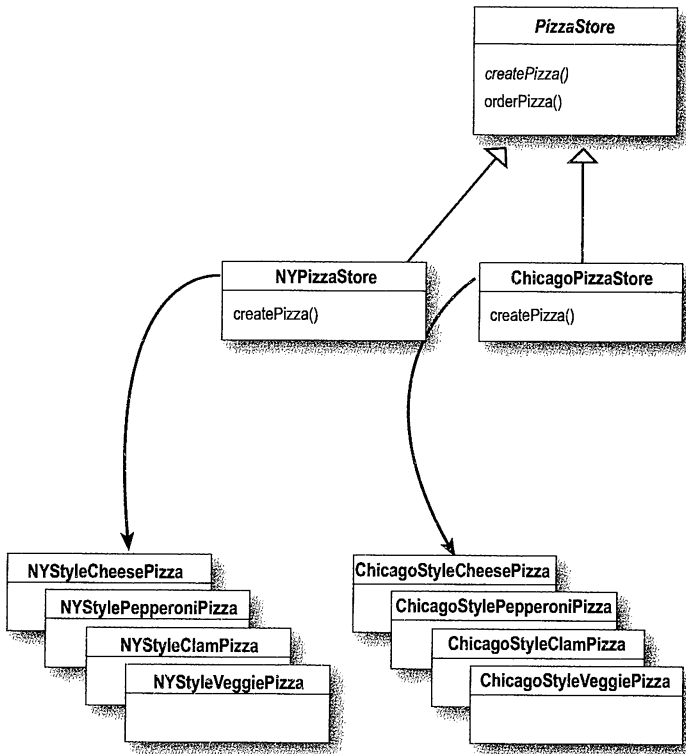 PizzaStore
createPizza()
orderPizza()
NYPizzaStore
createPizza()
ChicagoPizzaStore
createPizza()
NYStyleCheesePizza
NYStylePepperoniPizza
NYStyleClamPizza
NYStyleVeggiePizza
ChicagoStyleCheesePizza
ChicagoStylePepperoniPizza
ChicagoStyleClamPizza
ChicagoStyleVeggiePizza